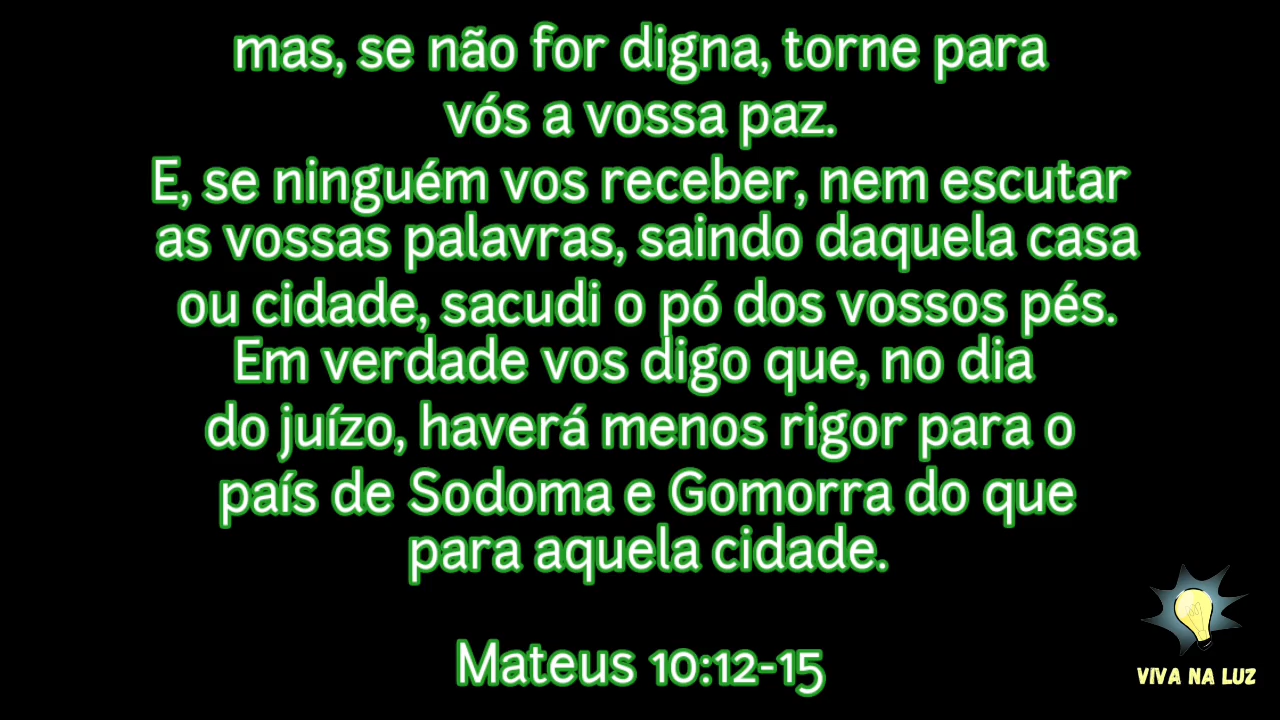 mas, se não for digna, torne para
vós a vossa paz.
E, se ninguém vos receber, nem escutar
as vossas palavras, saindo daquela casa
ou cidade, sacudi o pó dos vossos pés.
Em verdade vos digo que, no dia
do juízo, haverá menos rigor para o
país de Sodoma e Gomorra do que
para aquela cidade.
Mateus 10:12-15
VIVA NA LUZ